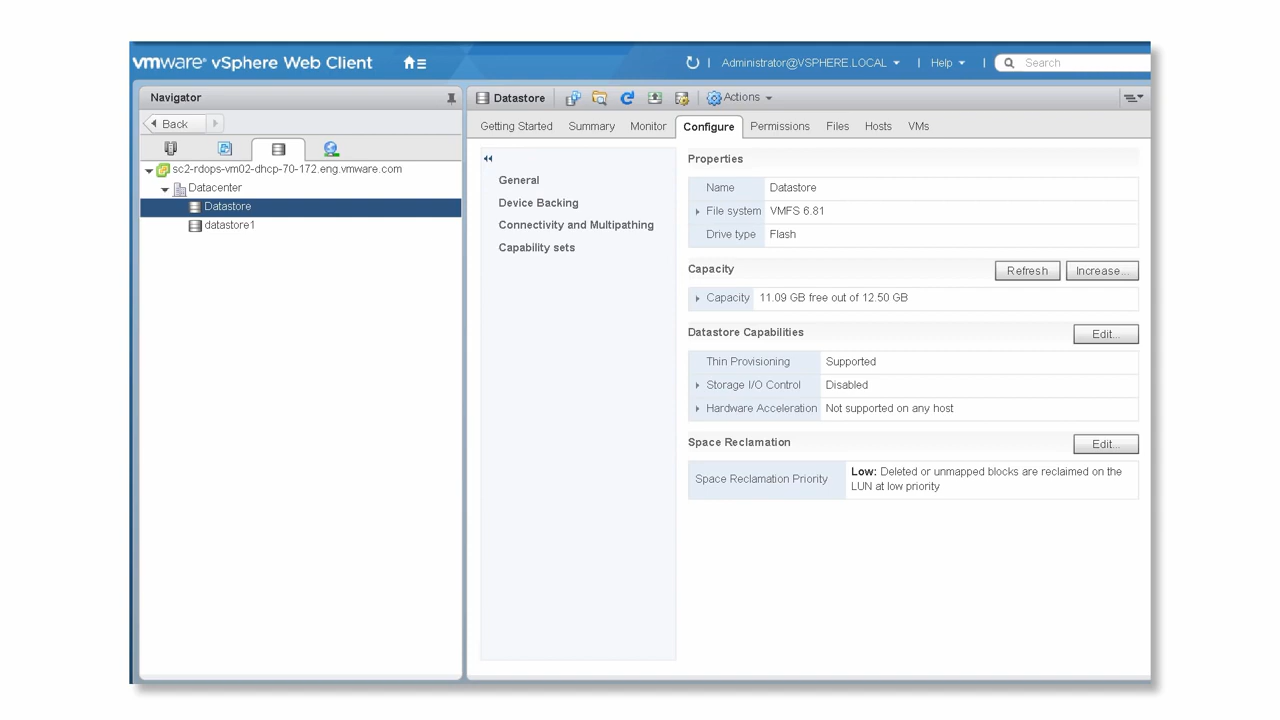 vmware® vSphere Web Client
Administrator@VSPHERE.LOCAL
Help
Search
Navigator
Back
sc2-rdops-vm02-dhcp-70-172.eng.vmware.com
Datacenter
Datastore
datastore1
Datastore
Actions
Getting Started Summary Monitor Configure Permissions Files Hosts VMs
General
Device Backing
Connectivity and Multipathing
Capability sets
Properties
Name Datastore
File system VMFS 6.81
Drive type Flash
Capacity Refresh Increase...
Capacity 11.09 GB free out of 12.50 GB
Datastore Capabilities Edit...
Thin Provisioning Supported
Storage I/O Control Disabled
Hardware Acceleration Not supported on any host
Space Reclamation Edit...
Space Reclamation Priority Low: Deleted or unmapped blocks are reclaimed on the
LUN at low priority